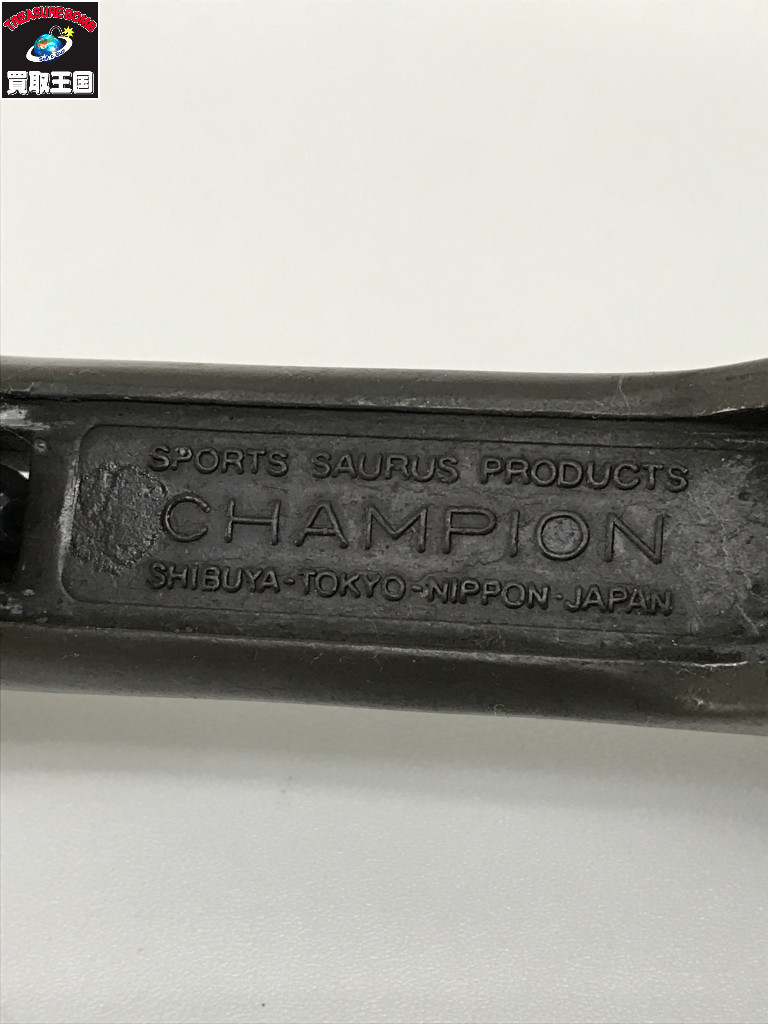 TREASURE BOMB
買取王国
SPORTS SAURUS PRODUCTS
CHAMPION
SHIBUYA-TOKYO-NIPPON-JAPAN